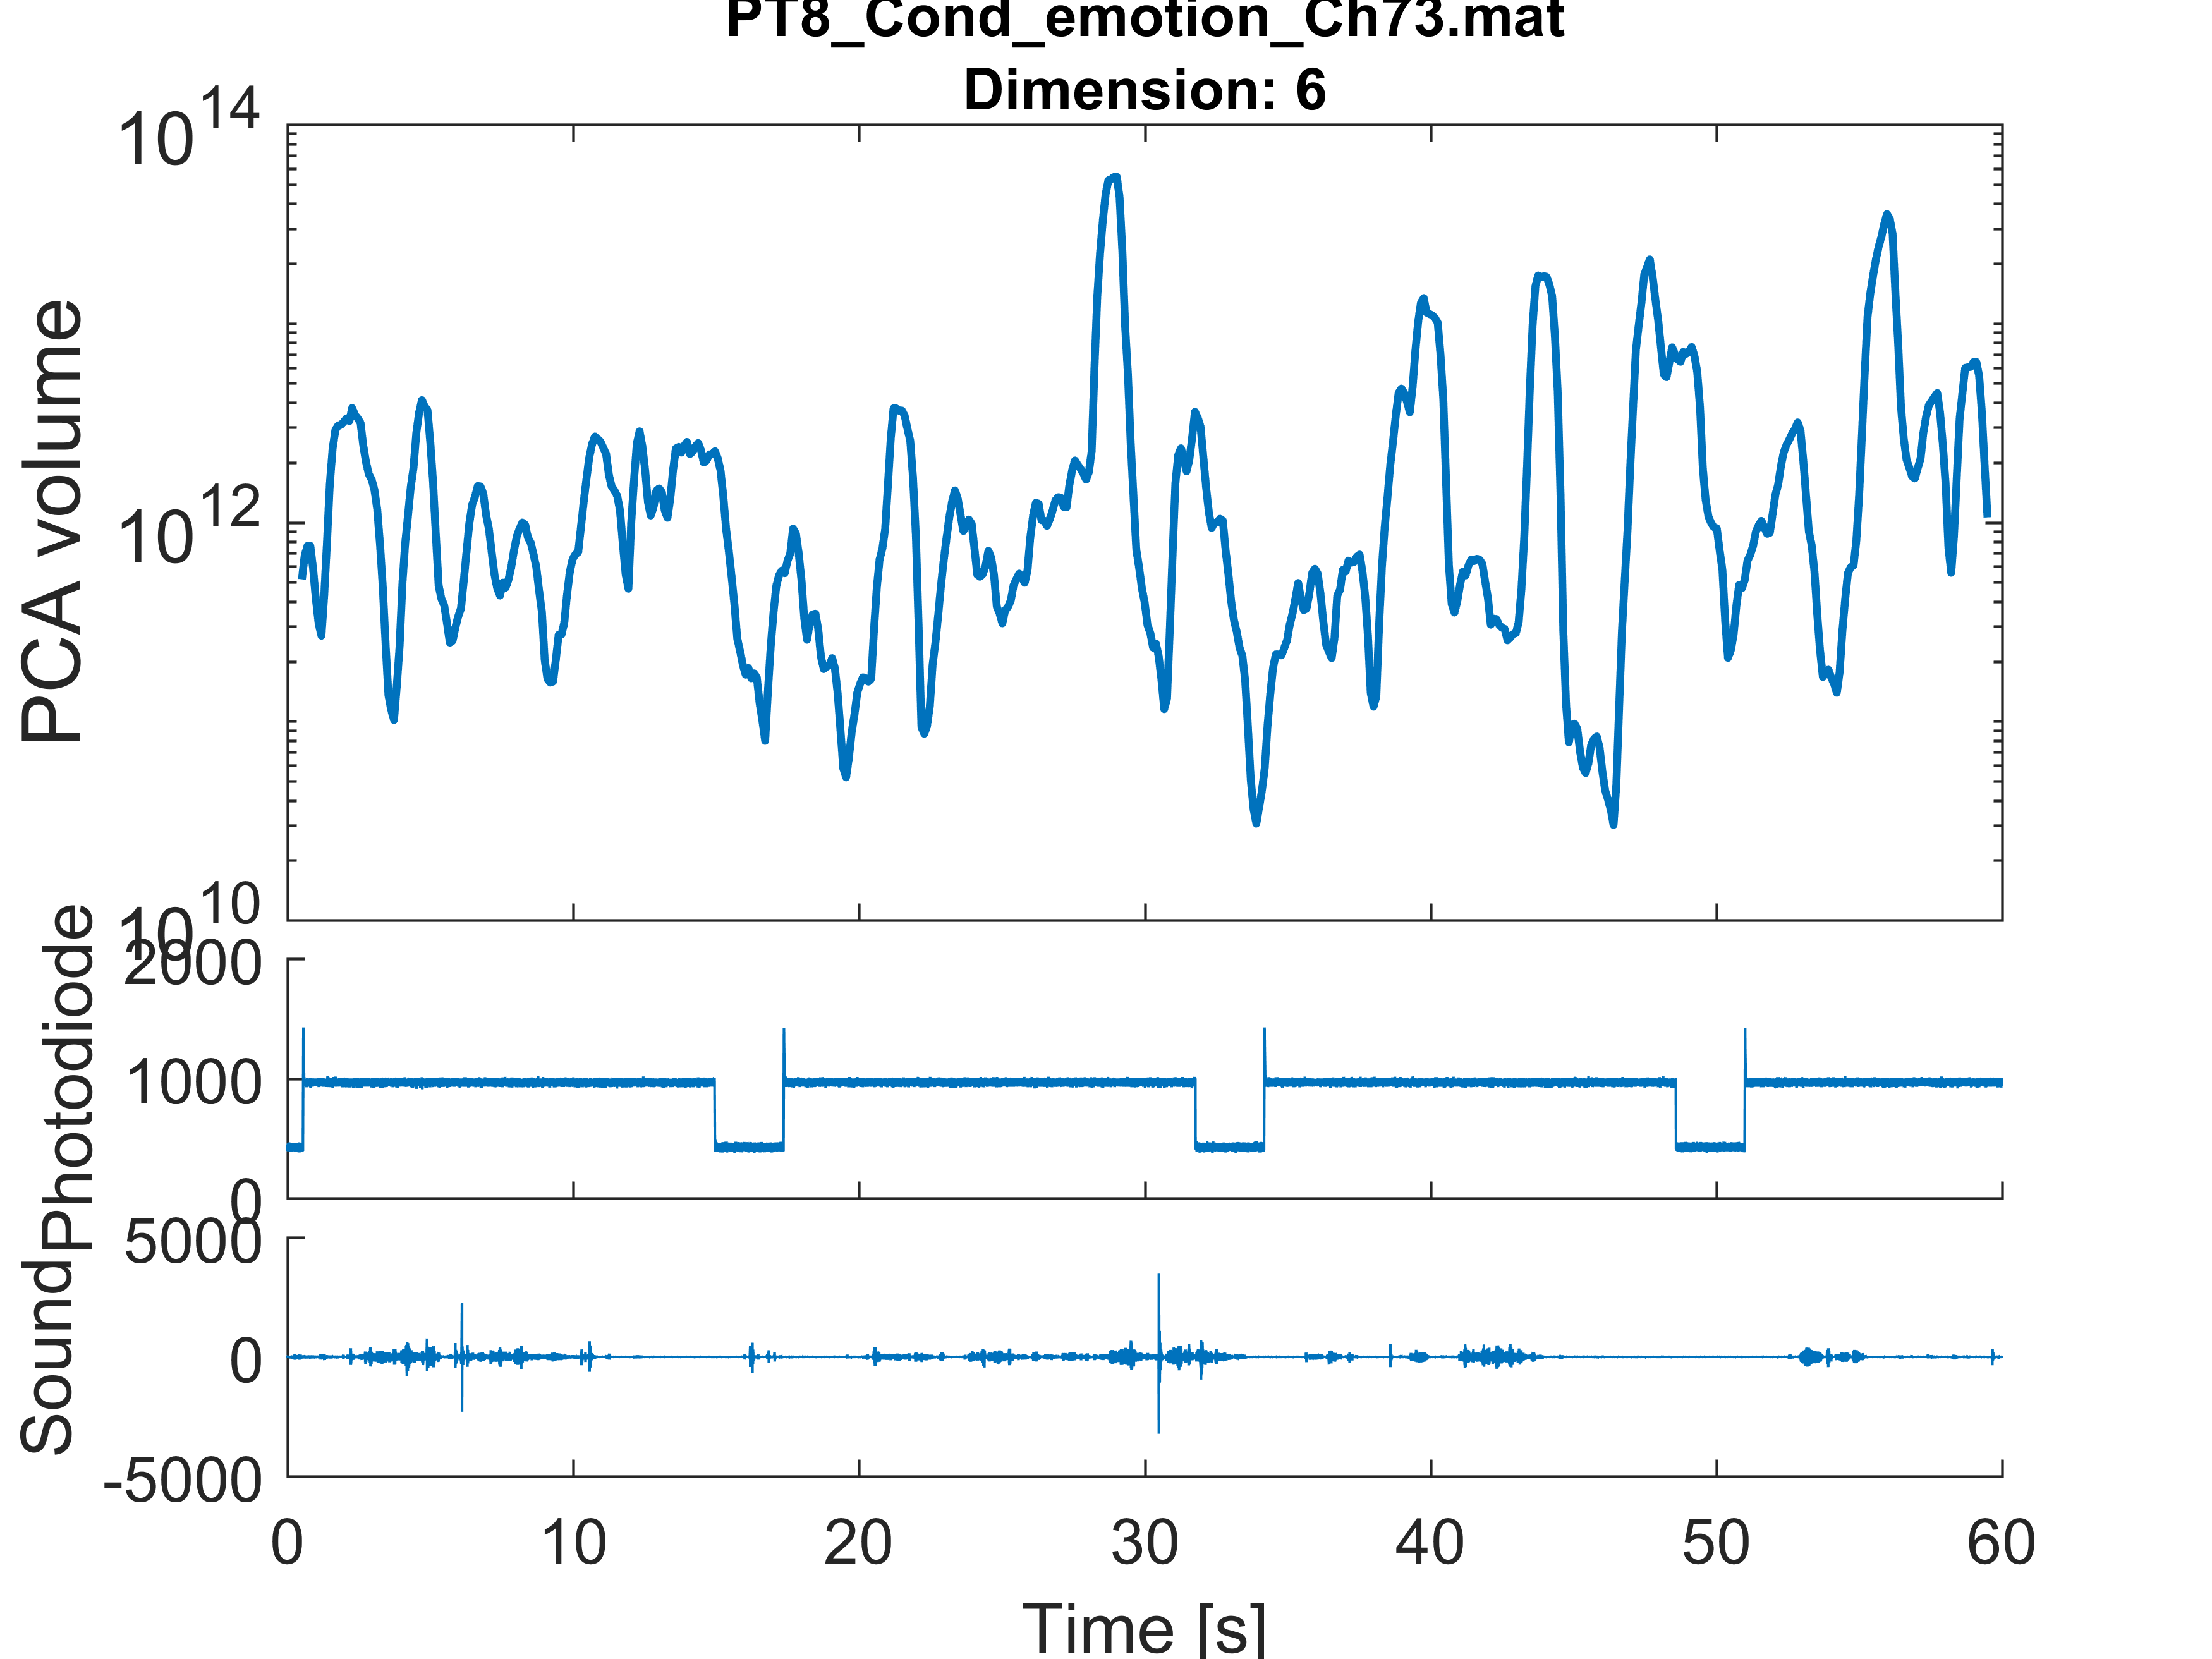 PT8_Cond_emotion_Ch73.mat
Dimension: 6
10^14
10^12
10^10
PCA volume
2000
1000
0
Photodiode
5000
0
-5000
Sound
0 10 20 30 40 50 60
Time [s]